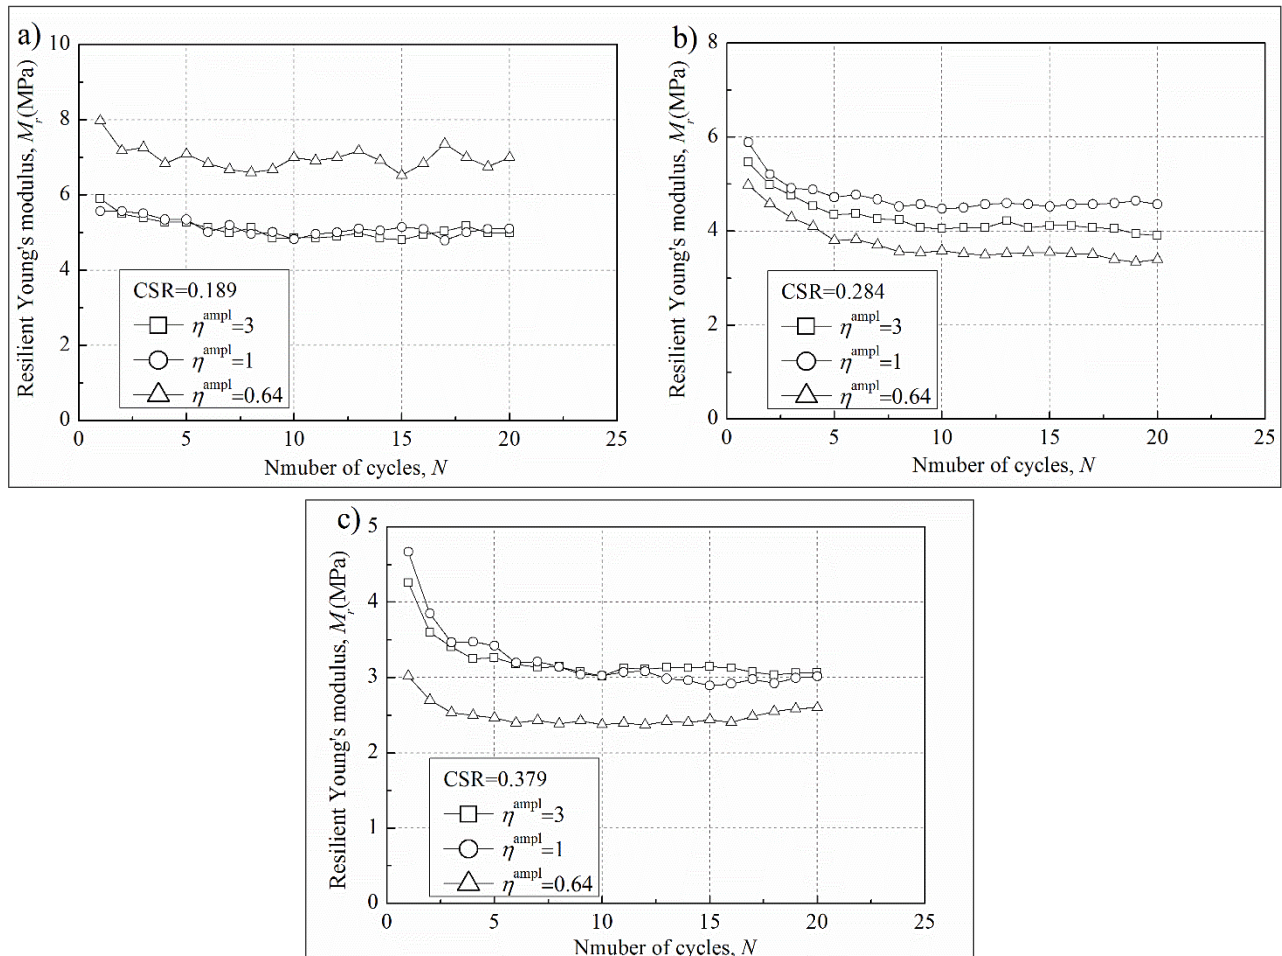 a)
Resilient Young's modulus, Mr(MPa)
10
8
6
4
2
0
CSR=0.189
ηampl=3
ηampl=1
ηampl=0.64
0 5 10 15 20 25
Nmuber of cycles, N
b)
Resilient Young's modulus, Mr(MPa)
8
6
4
2
0
CSR=0.284
ηampl=3
ηampl=1
ηampl=0.64
0 5 10 15 20 25
Nmuber of cycles, N
c)
Resilient Young's modulus, Mr(MPa)
5
4
3
2
1
0
CSR=0.379
ηampl=3
ηampl=1
ηampl=0.64
0 5 10 15 20 25
Nmuber of cycles, N